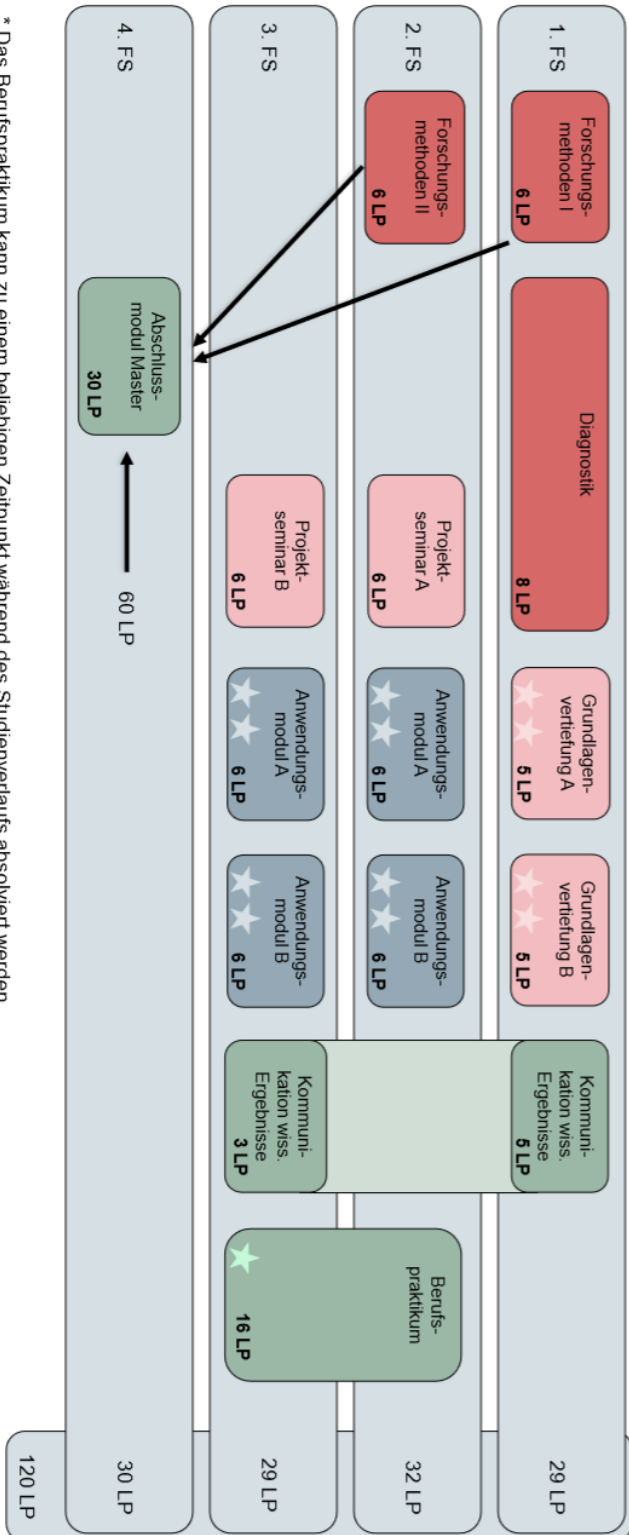 1. FS
Forschungs-
methoden I
6 LP
Diagnostik
8 LP
Grundlagen-
vertiefung A
5 LP
Grundlagen-
vertiefung B
5 LP
Kommuni-
kation wiss.
Ergebnisse
5 LP
29 LP
2. FS
Forschungs-
methoden II
6 LP
Projekt-
seminar A
6 LP
Anwendungs-
modul A
6 LP
Anwendungs-
modul B
6 LP
Berufs-
praktikum
16 LP
32 LP
3. FS
Projekt-
seminar B
6 LP
Anwendungs-
modul A
6 LP
Anwendungs-
modul B
6 LP
Kommuni-
kation wiss.
Ergebnisse
3 LP
29 LP
4. FS
Abschluss-
modul Master
30 LP
60 LP
30 LP
120 LP
* Das Berufspraktikum kann zu einem beliebigen Zeitpunkt während des Studienverlaufs absolviert werden